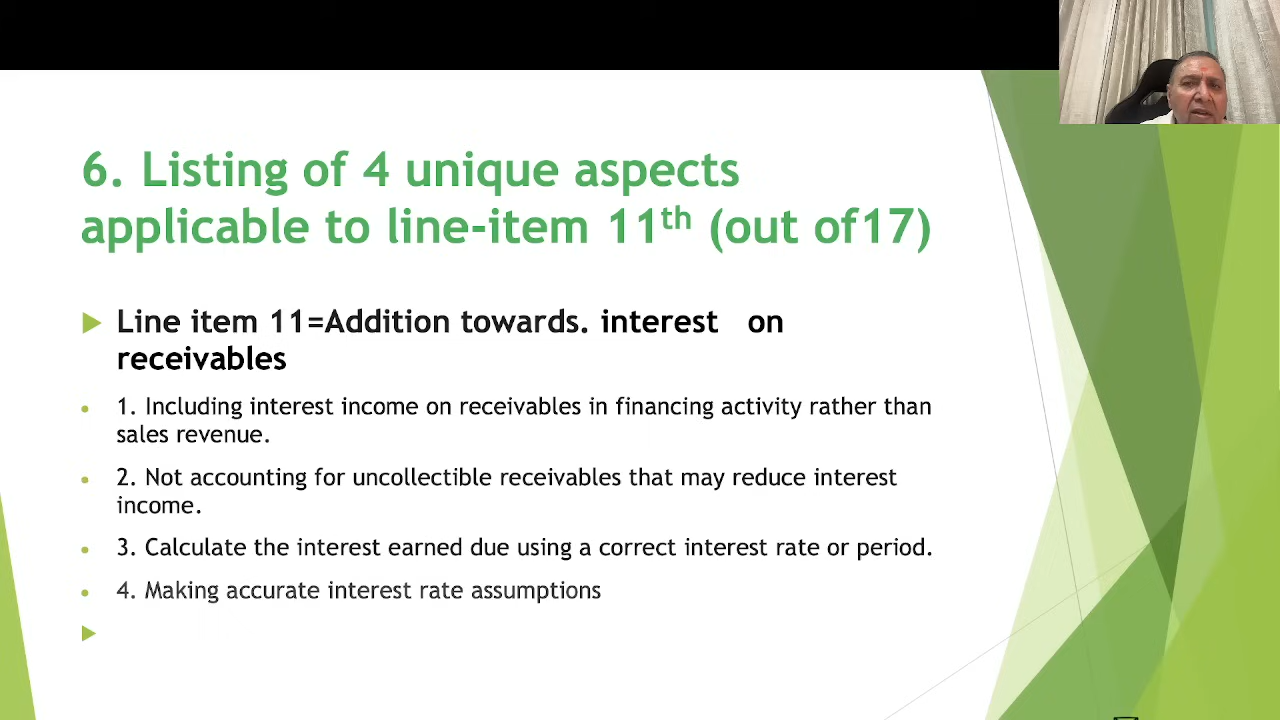 6. Listing of 4 unique aspects
applicable to line-item 11th (out of17)
Line item 11=Addition towards. interest on
receivables
1. Including interest income on receivables in financing activity rather than
sales revenue.
2. Not accounting for uncollectible receivables that may reduce interest
income.
3. Calculate the interest earned due using a correct interest rate or period.
4. Making accurate interest rate assumptions